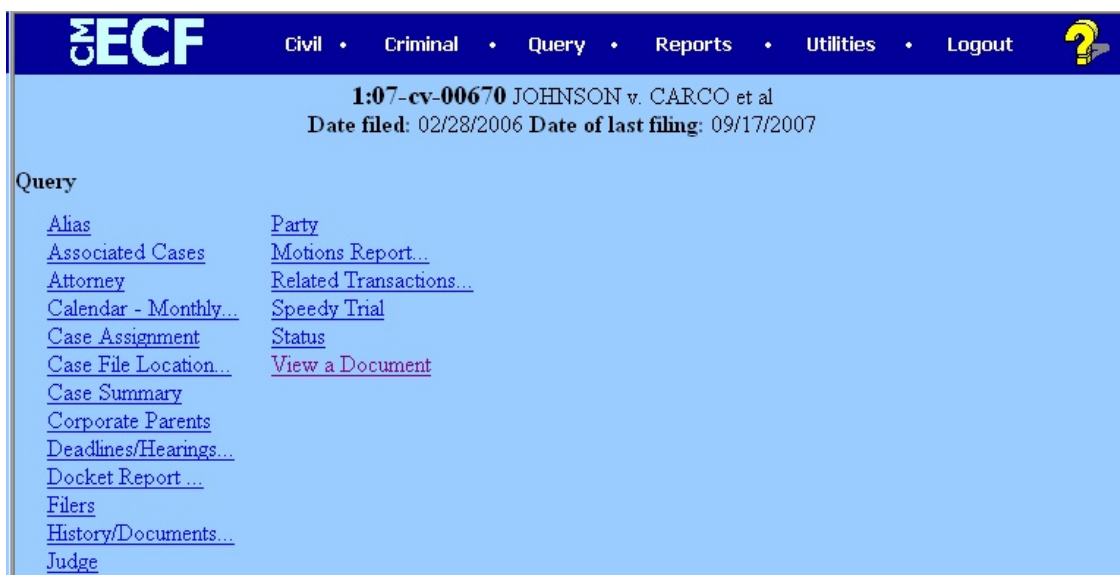 CM ECF Civil • Criminal • Query • Reports • Utilities • Logout ?
1:07-cv-00670 JOHNSON v. CARCO et al
Date filed: 02/28/2006 Date of last filing: 09/17/2007
Query
Alias
Associated Cases
Attorney
Calendar - Monthly...
Case Assignment
Case File Location...
Case Summary
Corporate Parents
Deadlines/Hearings...
Docket Report ...
Filers
History/Documents...
Judge
Party
Motions Report...
Related Transactions...
Speedy Trial
Status
View a Document